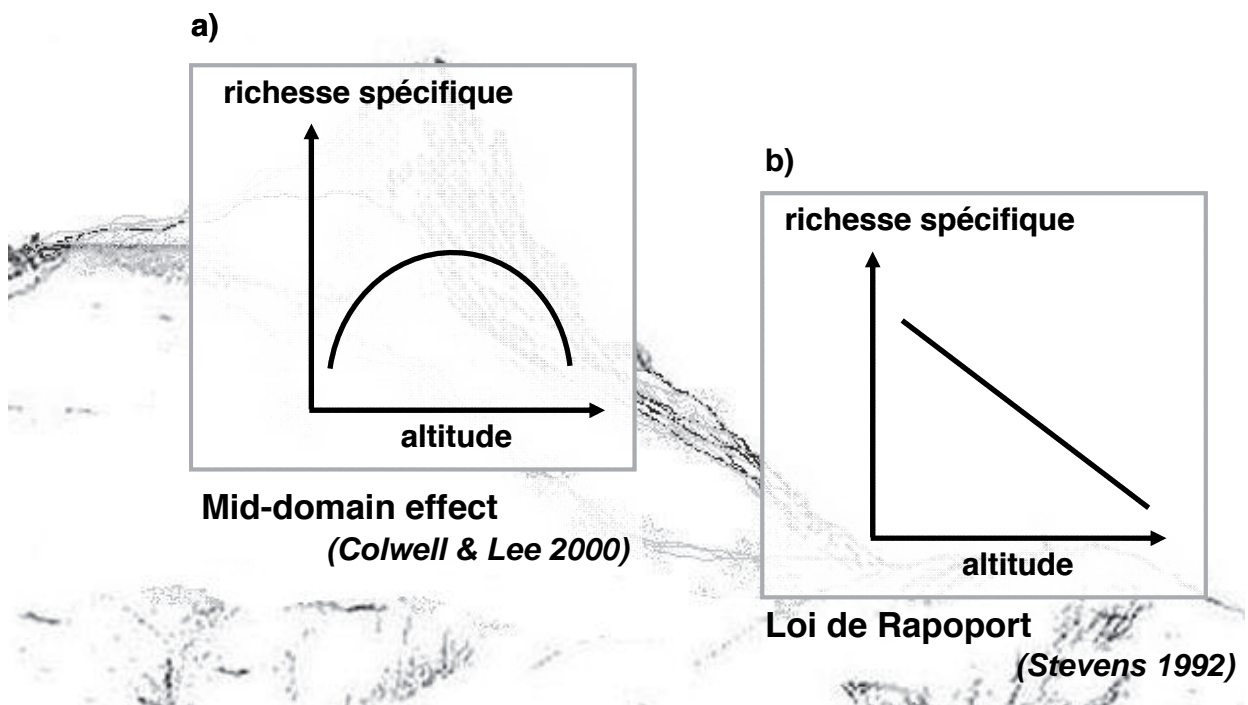 a)
richesse spécifique
altitude
Mid-domain effect
(Colwell & Lee 2000)
b)
richesse spécifique
altitude
Loi de Rapoport
(Stevens 1992)